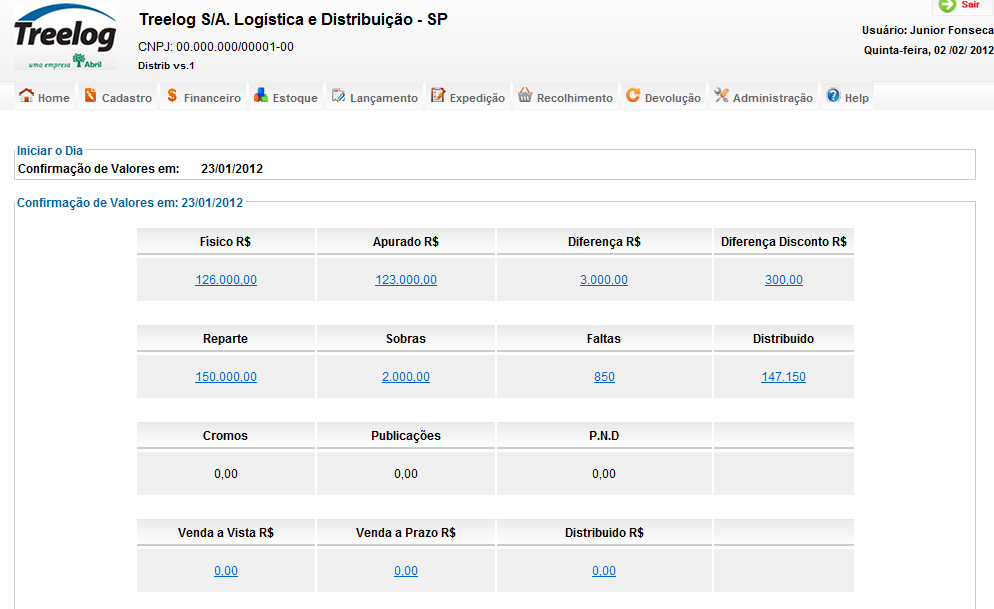 Sair
Treelog
uma empresa Abril
Treelog S/A. Logística e Distribuição - SP
CNPJ: 00.000.000/00001-00
Distrib vs.1
Usuário: Junior Fonseca
Quinta-feira, 02 /02/ 2012
Home Cadastro $ Financeiro Estoque Lançamento Expedição Recolhimento Devolução Administração ? Help
Iniciar o Dia
Confirmação de Valores em: 23/01/2012
Confirmação de Valores em: 23/01/2012
Físico R$ Apurado R$ Diferença R$ Diferença Disconto R$
126.000,00 123.000,00 3.000,00 300,00
Reparte Sobras Faltas Distribuido
150.000,00 2.000,00 850 147.150
Cromos Publicações P.N.D
0,00 0,00 0,00
Venda a Vista R$ Venda a Prazo R$ Distribuido R$
0,00 0,00 0,00